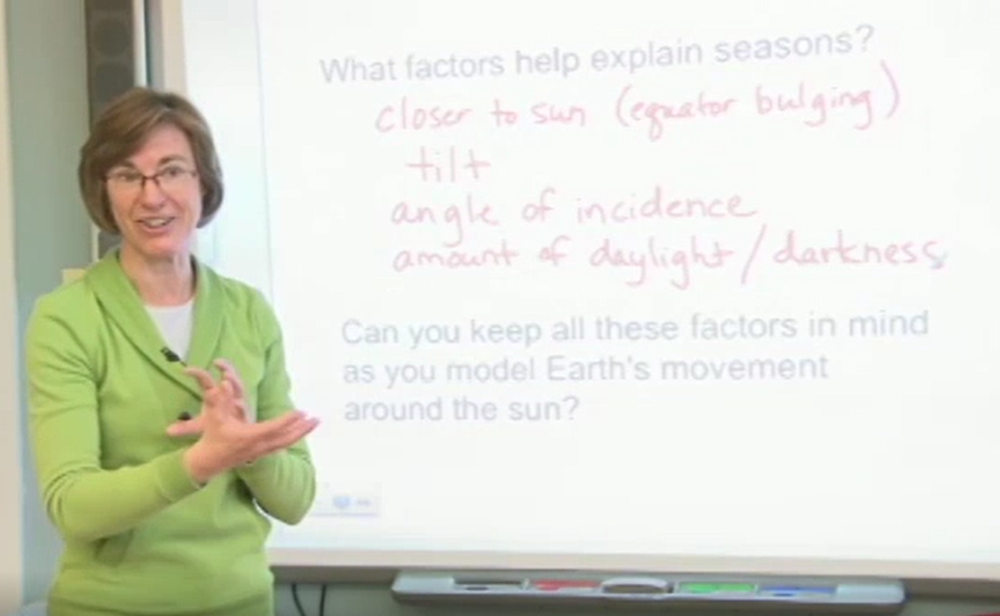 What factors help explain seasons?
closer to sun (equator bulging)
tilt
angle of incidence
amount of daylight / darkness
Can you keep all these factors in mind
as you model Earth's movement
around the sun?